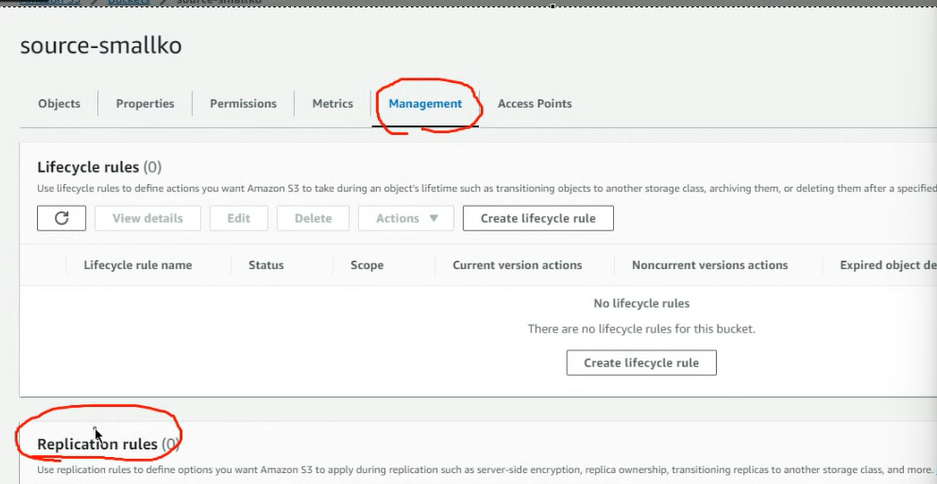 Amazon S3 > Buckets > source-smallko
source-smallko
Objects Properties Permissions Metrics Management Access Points
Lifecycle rules (0)
Use lifecycle rules to define actions you want Amazon S3 to take during an object's lifetime such as transitioning objects to another storage class, archiving them, or deleting them after a specified
View details Edit Delete Actions ▼ Create lifecycle rule
Lifecycle rule name Status Scope Current version actions Noncurrent versions actions Expired object de
No lifecycle rules
There are no lifecycle rules for this bucket.
Create lifecycle rule
Replication rules (0)
Use replication rules to define options you want Amazon S3 to apply during replication such as server-side encryption, replica ownership, transitioning replicas to another storage class, and more.